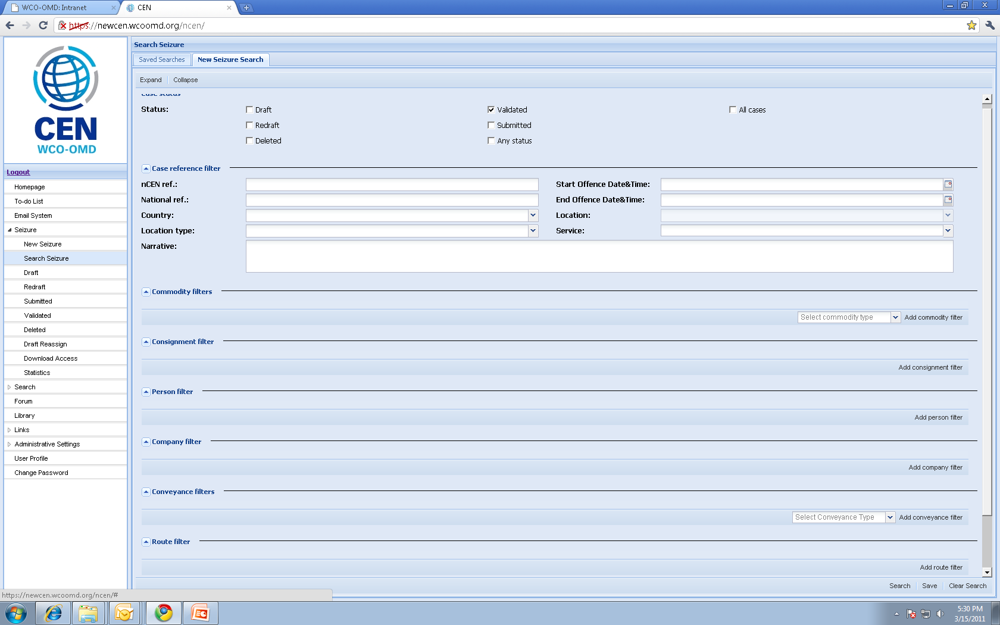 WCO-OMD: Intranet
CEN
https://newcen.wcoomd.org/ncen/
CEN
WCO-OMD
Logout
Homepage
To-do List
Email System
Seizure
New Seizure
Search Seizure
Draft
Redraft
Submitted
Validated
Deleted
Draft Reassign
Download Access
Statistics
Search
Forum
Library
Links
Administrative Settings
User Profile
Change Password
Search Seizure
Saved Searches
New Seizure Search
Expand
Collapse
Case status
Status:
Draft
Validated
All cases
Redraft
Submitted
Deleted
Any status
Case reference filter
nCEN ref.:
Start Offence Date&Time:
National ref.:
End Offence Date&Time:
Country:
Location:
Location type:
Service:
Narrative:
Commodity filters
Select commodity type
Add commodity filter
Consignment filter
Add consignment filter
Person filter
Add person filter
Company filter
Add company filter
Conveyance filters
Select Conveyance Type
Add conveyance filter
Route filter
Add route filter
Search
Save
Clear Search
https://newcen.wcoomd.org/ncen/#
5:30 PM
3/15/2011